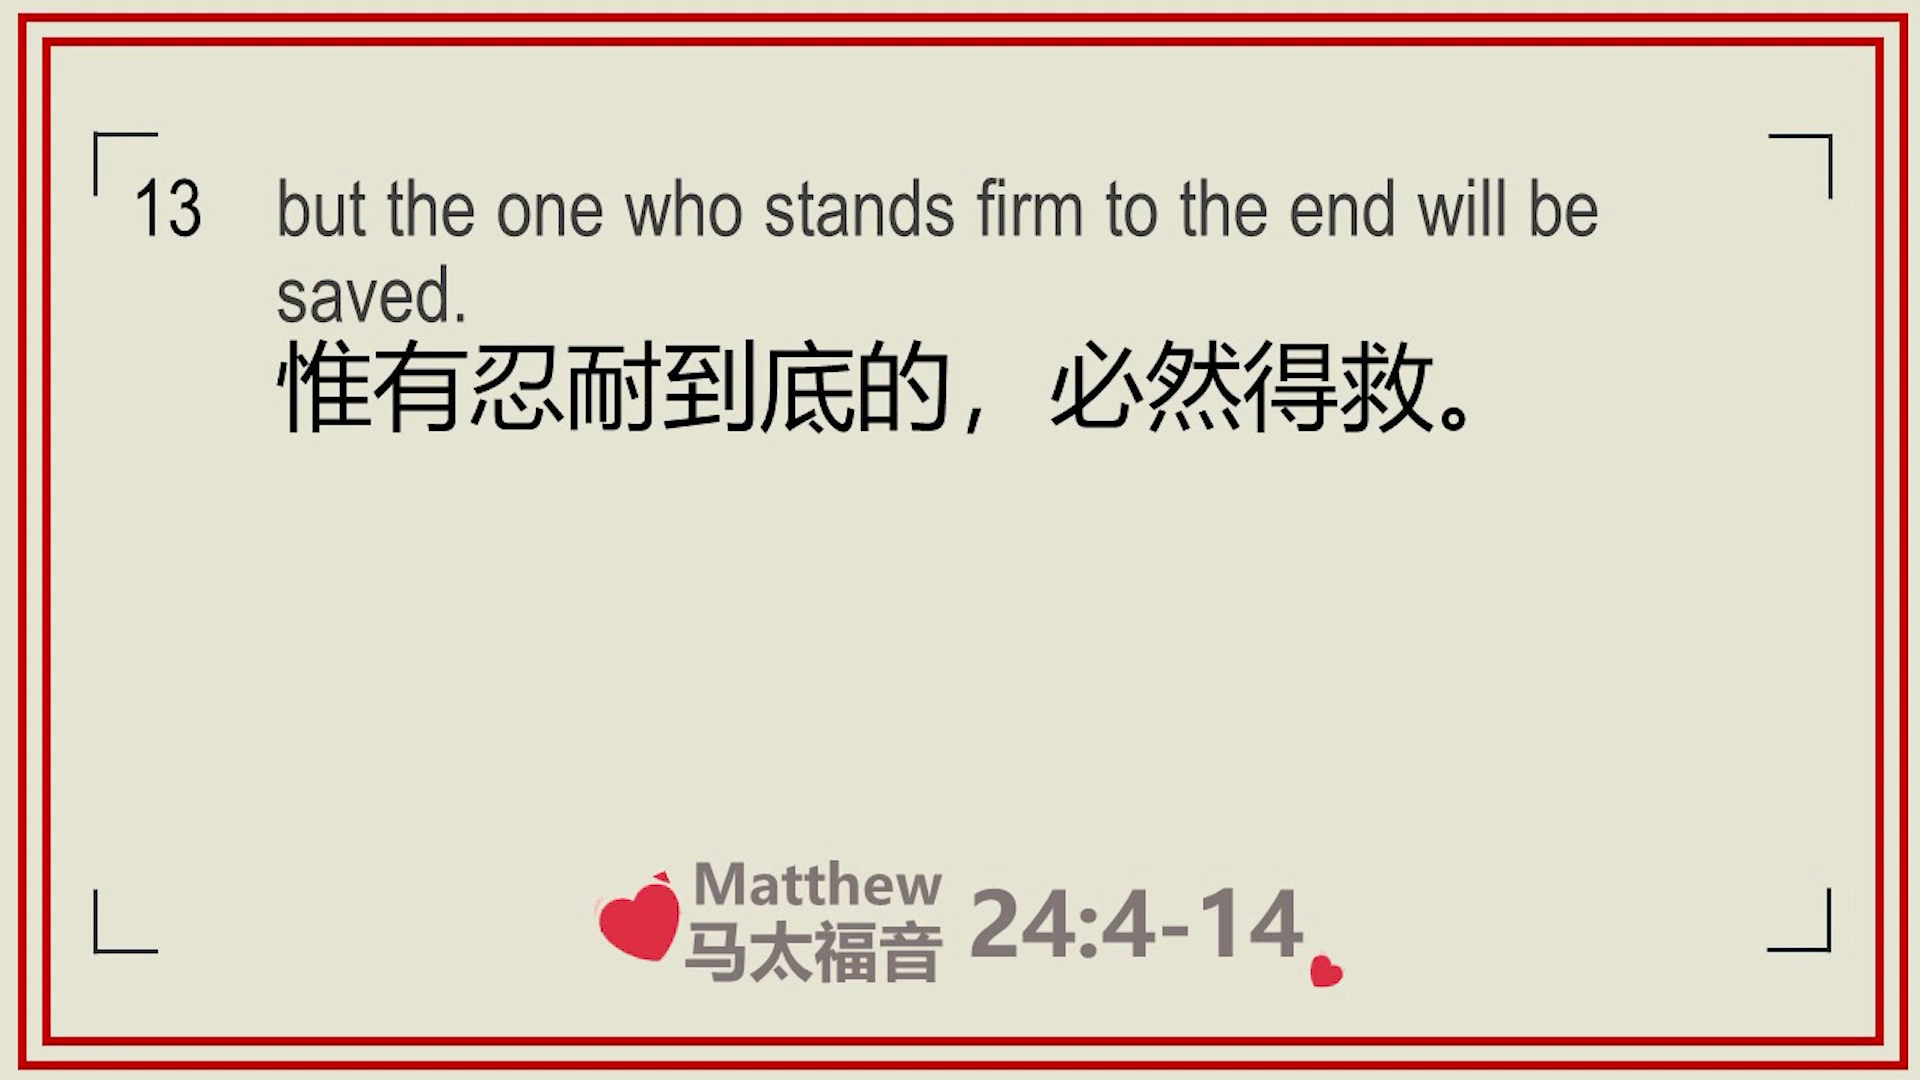 13 but the one who stands firm to the end will be
saved.
惟有忍耐到底的，必然得救。
Matthew
马太福音 24:4-14